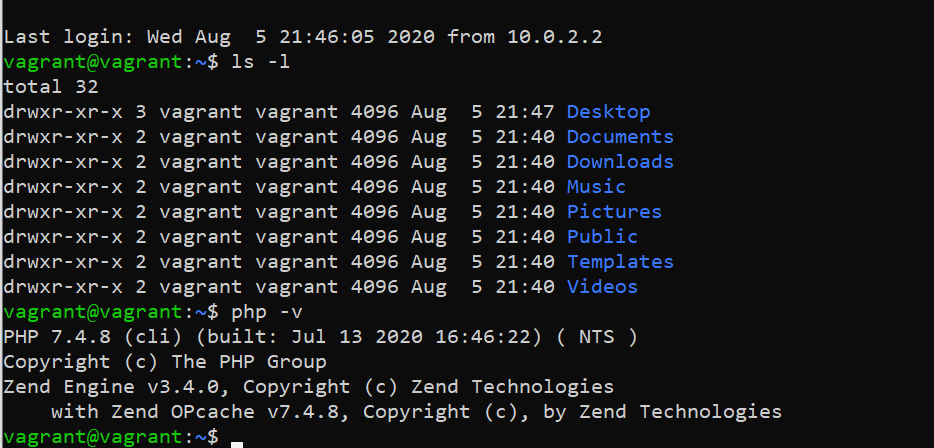 Last login: Wed Aug  5 21:46:05 2020 from 10.0.2.2
vagrant@vagrant:~$ ls -l
total 32
drwxr-xr-x 3 vagrant vagrant 4096 Aug  5 21:47 Desktop
drwxr-xr-x 2 vagrant vagrant 4096 Aug  5 21:40 Documents
drwxr-xr-x 2 vagrant vagrant 4096 Aug  5 21:40 Downloads
drwxr-xr-x 2 vagrant vagrant 4096 Aug  5 21:40 Music
drwxr-xr-x 2 vagrant vagrant 4096 Aug  5 21:40 Pictures
drwxr-xr-x 2 vagrant vagrant 4096 Aug  5 21:40 Public
drwxr-xr-x 2 vagrant vagrant 4096 Aug  5 21:40 Templates
drwxr-xr-x 2 vagrant vagrant 4096 Aug  5 21:40 Videos
vagrant@vagrant:~$ php -v
PHP 7.4.8 (cli) (built: Jul 13 2020 16:46:22) ( NTS )
Copyright (c) The PHP Group
Zend Engine v3.4.0, Copyright (c) Zend Technologies
    with Zend OPcache v7.4.8, Copyright (c), by Zend Technologies
vagrant@vagrant:~$